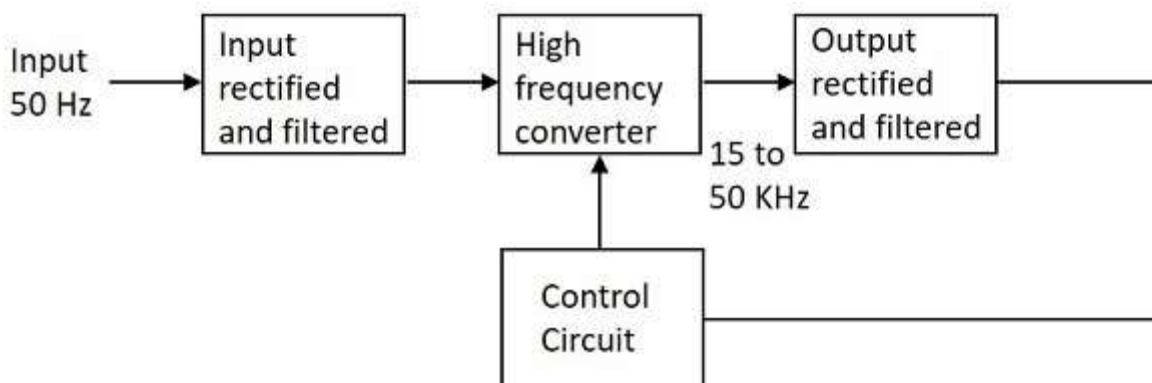 Input
50 Hz
Input
rectified
and filtered
High
frequency
converter
15 to
50 KHz
Output
rectified
and filtered
Control
Circuit